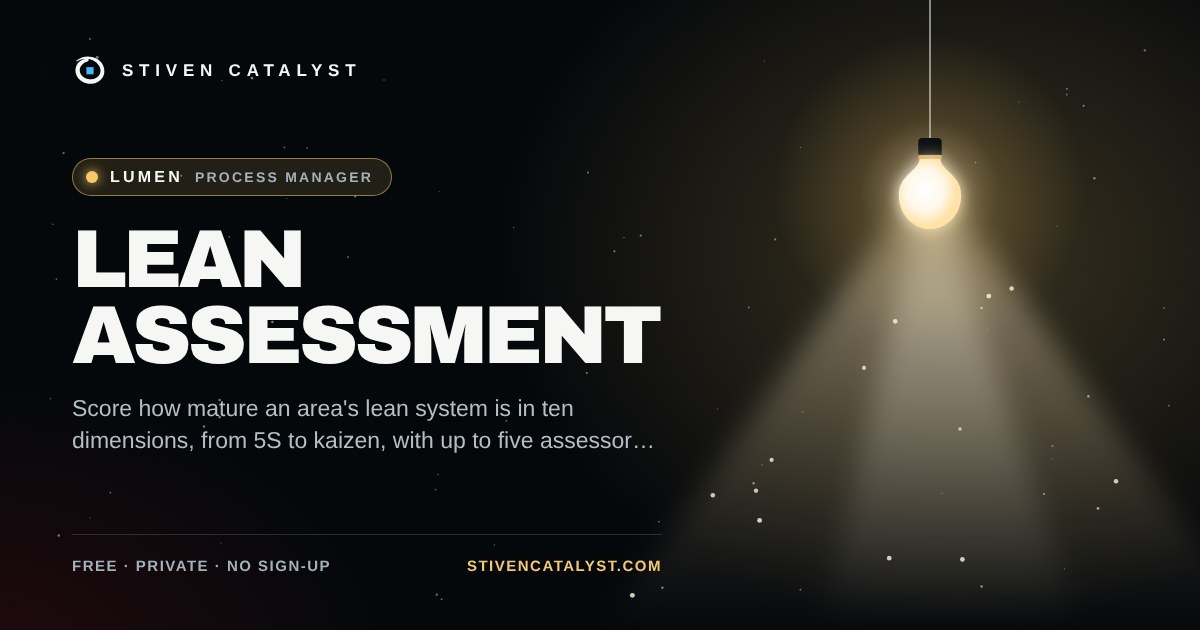 STIVEN CATALYST
LUMEN PROCESS MANAGER
LEAN
ASSESSMENT
Score how mature an area's lean system is in ten
dimensions, from 5S to kaizen, with up to five assessor…
FREE · PRIVATE · NO SIGN-UP
STIVENCATALYST.COM